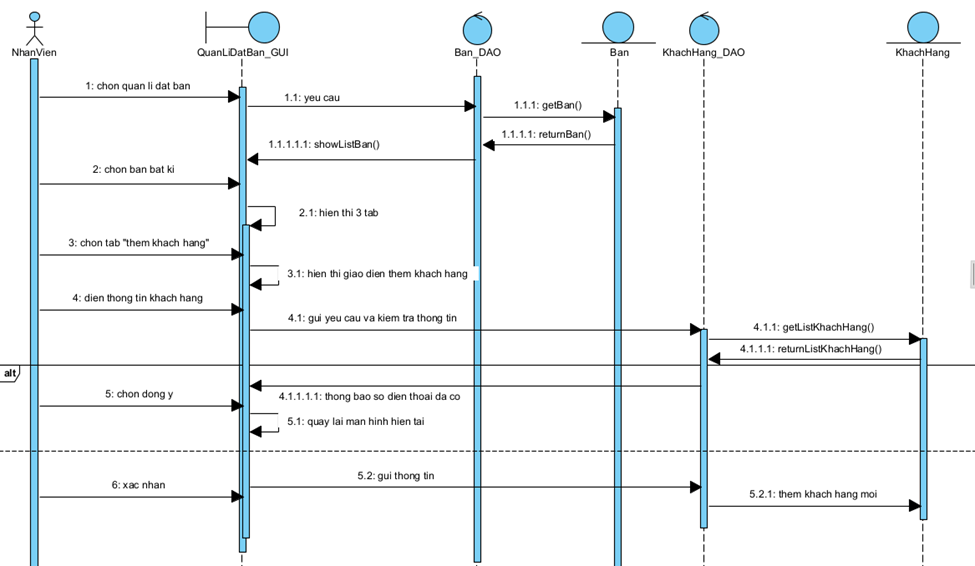 NhanVien
QuanLiDatBan_GUI
Ban_DAO
Ban
KhachHang_DAO
KhachHang
1: chon quan li dat ban
1.1: yeu cau
1.1.1: getBan()
1.1.1.1: returnBan()
1.1.1.1.1: showListBan()
2: chon ban bat ki
2.1: hien thi 3 tab
3: chon tab "them khach hang"
3.1: hien thi giao dien them khach hang
4: dien thong tin khach hang
4.1: gui yeu cau va kiem tra thong tin
4.1.1: getListKhachHang()
4.1.1.1: returnListKhachHang()
alt
4.1.1.1.1: thong bao so dien thoai da co
5: chon dong y
5.1: quay lai man hinh hien tai
5.2: gui thong tin
6: xac nhan
5.2.1: them khach hang moi